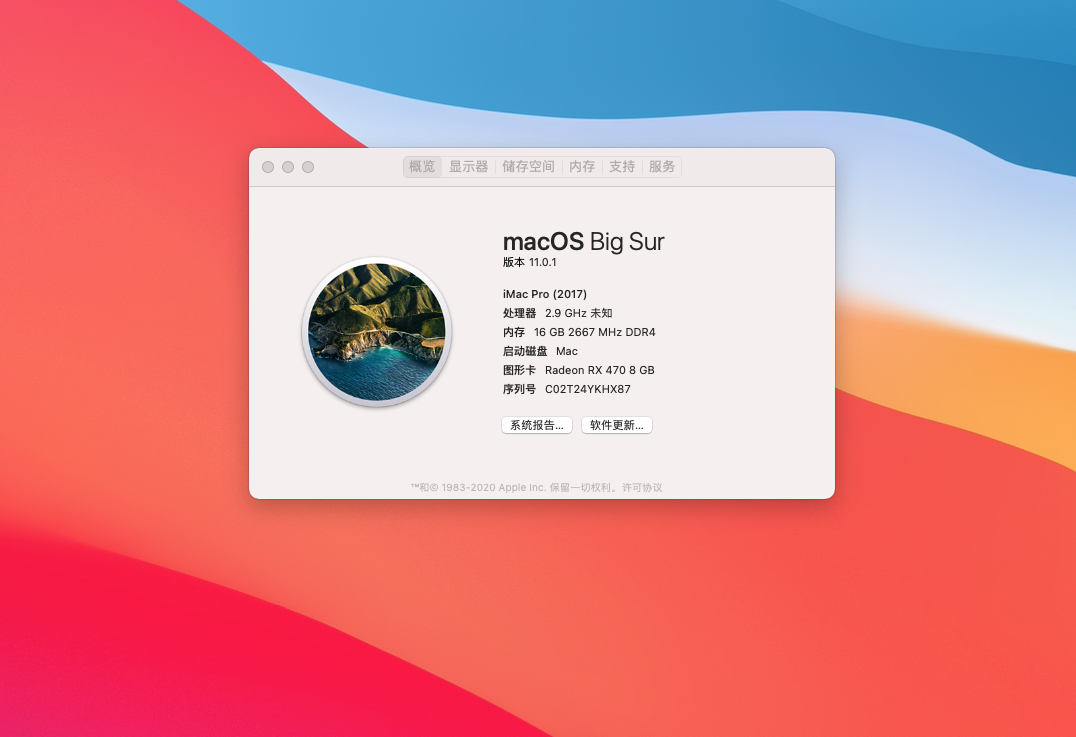 概览 显示器 储存空间 内存 支持 服务
macOS Big Sur
版本 11.0.1
iMac Pro (2017)
处理器 2.9 GHz 未知
内存 16 GB 2667 MHz DDR4
启动磁盘 Mac
图形卡 Radeon RX 470 8 GB
序列号 C02T24YKHX87
系统报告... 软件更新...
™和© 1983-2020 Apple Inc. 保留一切权利。许可协议